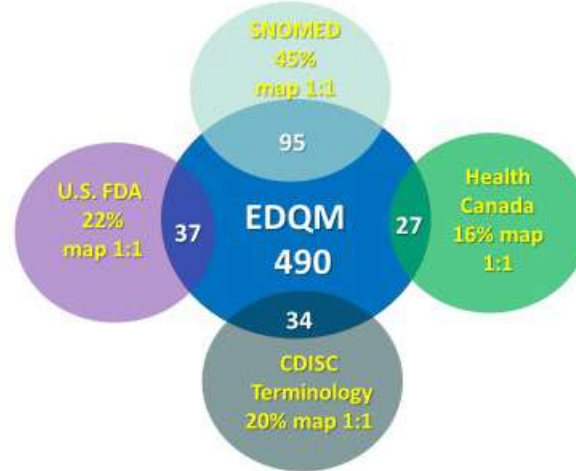 SNOMED
45%
map 1:1
95
U.S. FDA
22%
map 1:1
37
EDQM
490
27
Health
Canada
16% map
1:1
34
CDISC
Terminology
20% map 1:1